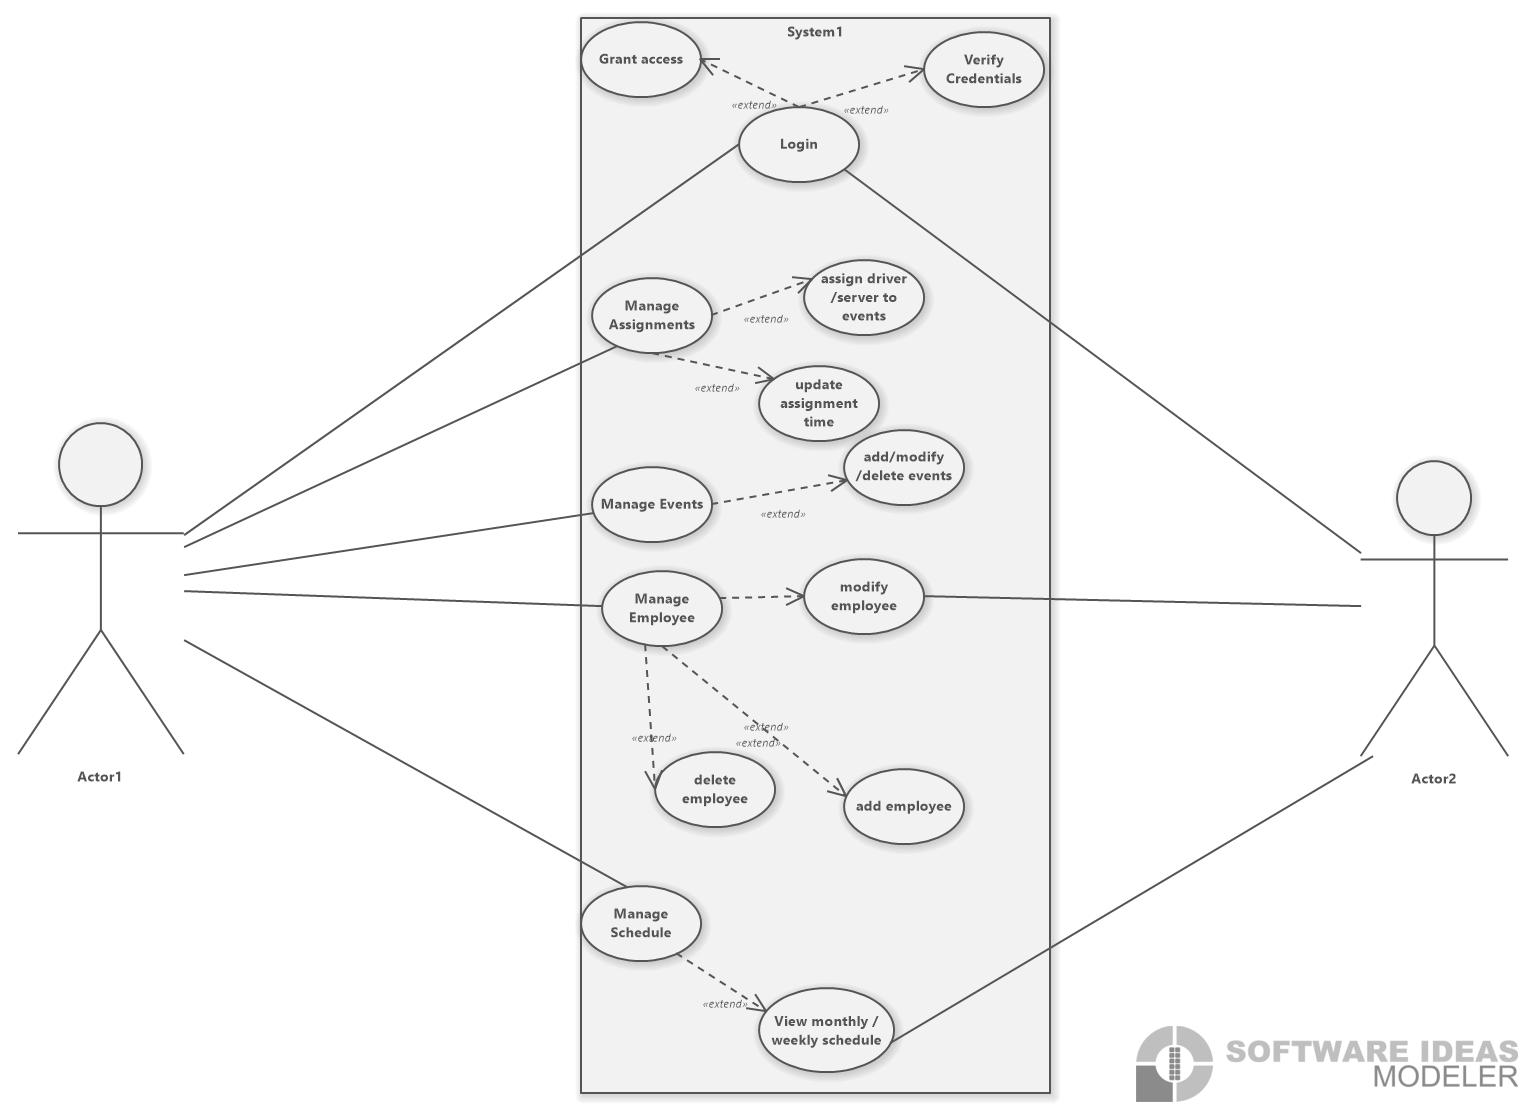 System1
Grant access
Verify
Credentials
«extend»
«extend»
Login
assign driver
/server to
events
Manage
Assignments
«extend»
update
assignment
time
«extend»
add/modify
/delete events
Manage Events
«extend»
modify
employee
Manage
Employee
«extend»
«extend»
«extend»
delete
employee
add employee
Actor1
Actor2
Manage
Schedule
«extend»
View monthly /
weekly schedule
SOFTWARE IDEAS
MODELER